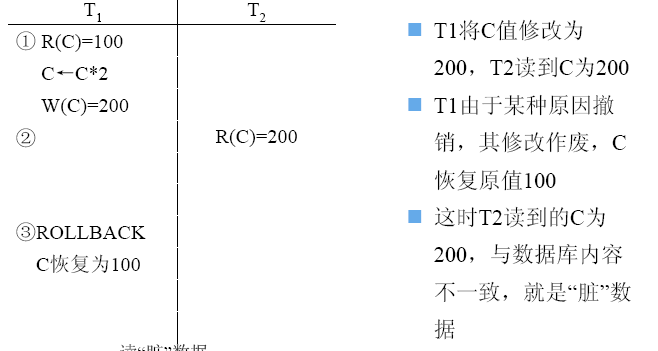 T1 T2
① R(C)=100
C←C*2
W(C)=200
② R(C)=200
③ROLLBACK
C恢复为100
读“脏”数据
T1将C值修改为
200，T2读到C为200
T1由于某种原因撤
销，其修改作废，C
恢复原值100
这时T2读到的C为
200，与数据库内容
不一致，就是“脏”数
据